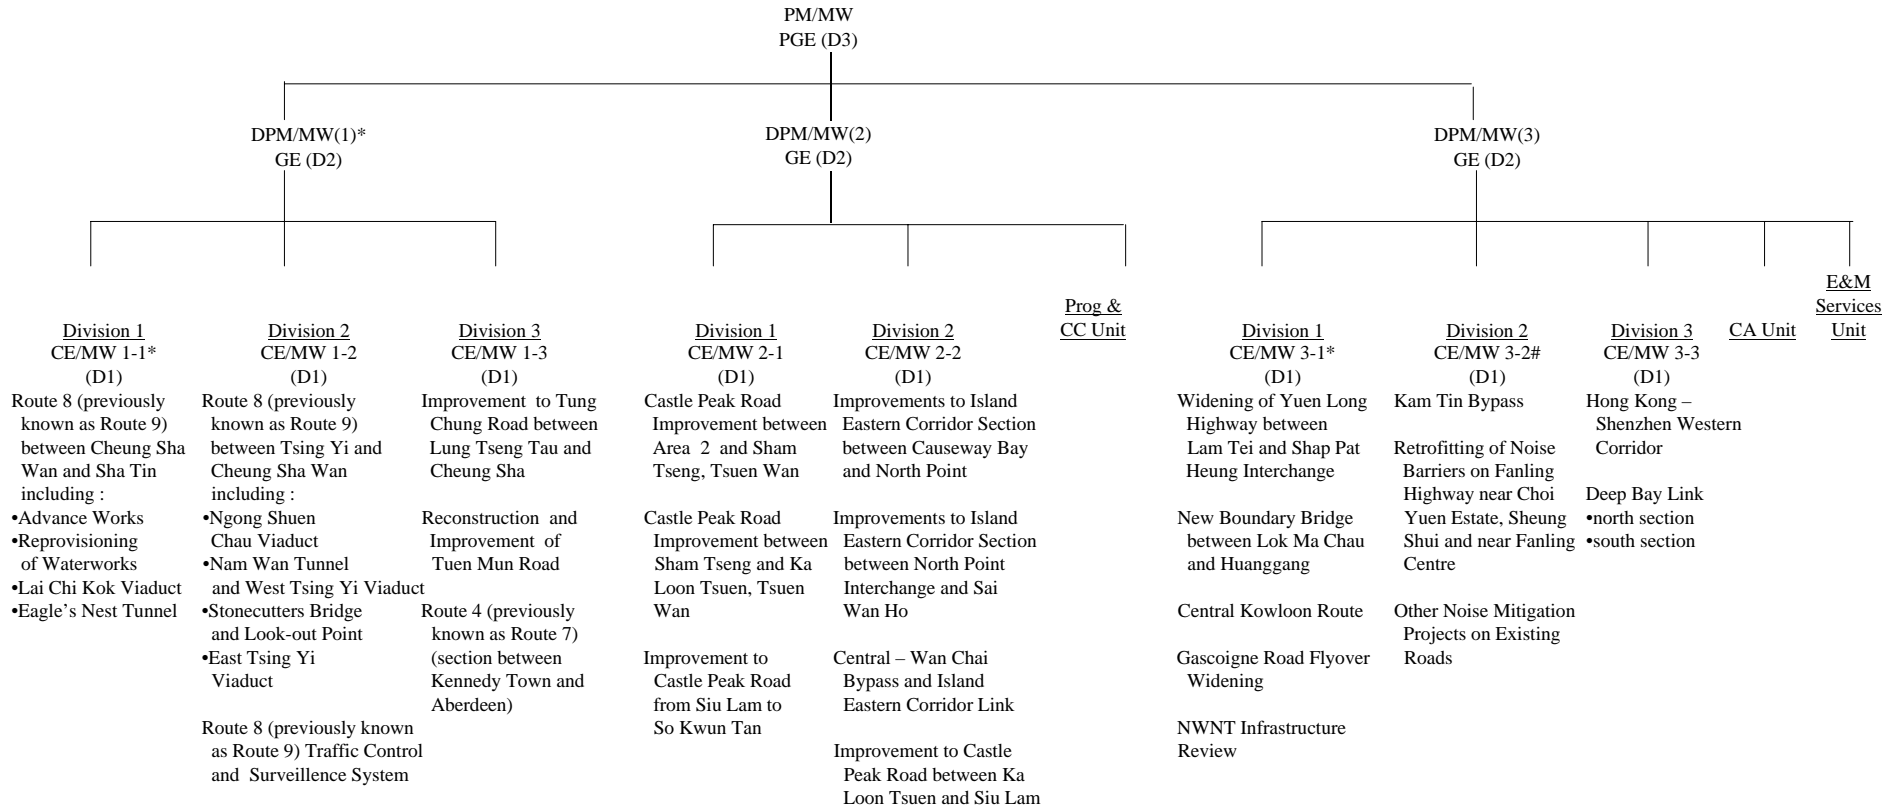 PM/MW
PGE (D3)
DPM/MW(1)*
GE (D2)
DPM/MW(2)
GE (D2)
DPM/MW(3)
GE (D2)
Division 1
CE/MW 1-1*
(D1)
Route 8 (previously
known as Route 9)
between Cheung Sha
Wan and Sha Tin
including :
•Advance Works
•Reprovisioning
of Waterworks
•Lai Chi Kok Viaduct
•Eagle’s Nest Tunnel
Division 2
CE/MW 1-2
(D1)
Route 8 (previously
known as Route 9)
between Tsing Yi and
Cheung Sha Wan
including :
•Ngong Shuen
Chau Viaduct
•Nam Wan Tunnel
and West Tsing Yi Viaduct
•Stonecutters Bridge
and Look-out Point
•East Tsing Yi
Viaduct
Route 8 (previously known
as Route 9) Traffic Control
and Surveillence System
Division 3
CE/MW 1-3
(D1)
Improvement to Tung
Chung Road between
Lung Tseng Tau and
Cheung Sha
Reconstruction and
Improvement of
Tuen Mun Road
Route 4 (previously
known as Route 7)
(section between
Kennedy Town and
Aberdeen)
Division 1
CE/MW 2-1
(D1)
Castle Peak Road
Improvement between
Area 2 and Sham
Tseng, Tsuen Wan
Castle Peak Road
Improvement between
Sham Tseng and Ka
Loon Tsuen, Tsuen
Wan
Improvement to
Castle Peak Road
from Siu Lam to
So Kwun Tan
Division 2
CE/MW 2-2
(D1)
Improvements to Island
Eastern Corridor Section
between Causeway Bay
and North Point
Improvements to Island
Eastern Corridor Section
between North Point
Interchange and Sai
Wan Ho
Central – Wan Chai
Bypass and Island
Eastern Corridor Link
Improvement to Castle
Peak Road between Ka
Loon Tsuen and Siu Lam
Prog &
CC Unit
Division 1
CE/MW 3-1*
(D1)
Widening of Yuen Long
Highway between
Lam Tei and Shap Pat
Heung Interchange
New Boundary Bridge
between Lok Ma Chau
and Huanggang
Central Kowloon Route
Gascoigne Road Flyover
Widening
NWNT Infrastructure
Review
Division 2
CE/MW 3-2#
(D1)
Kam Tin Bypass
Retrofitting of Noise
Barriers on Fanling
Highway near Choi
Yuen Estate, Sheung
Shui and near Fanling
Centre
Other Noise Mitigation
Projects on Existing
Roads
Division 3
CE/MW 3-3
(D1)
Hong Kong –
Shenzhen Western
Corridor
Deep Bay Link
•north section
•south section
CA Unit
E&M
Services
Unit